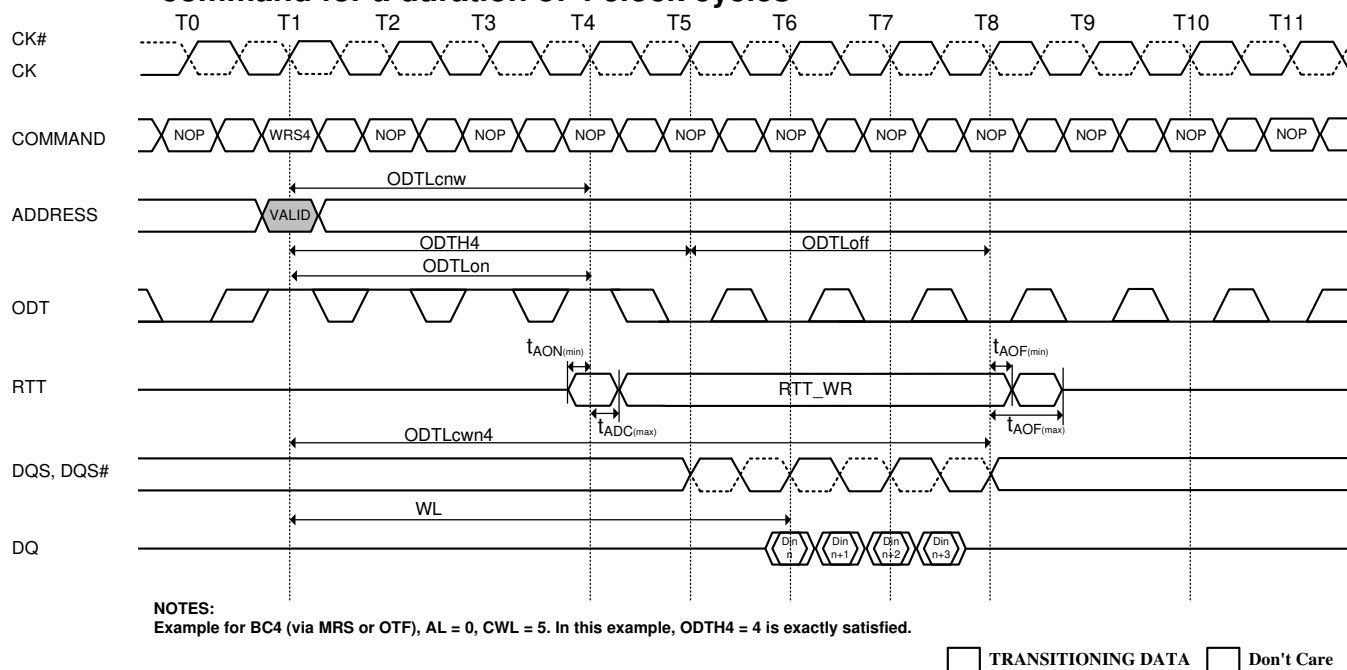 command for a duration of 4 clock cycles
T0 T1 T2 T3 T4 T5 T6 T7 T8 T9 T10 T11
CK#
CK
COMMAND NOP WRS4 NOP NOP NOP NOP NOP NOP NOP NOP NOP NOP
ODTLcnw
ADDRESS VALID
ODTH4 ODTLoff
ODTLon
ODT
tAON(min) tAOF(min)
RTT RTT_WR
tADC(max) tAOF(max)
ODTLcwn4
DQS, DQS#
WL
DQ Din n Din n+1 Din n+2 Din n+3
NOTES:
Example for BC4 (via MRS or OTF), AL = 0, CWL = 5. In this example, ODTH4 = 4 is exactly satisfied.
TRANSITIONING DATA Don't Care